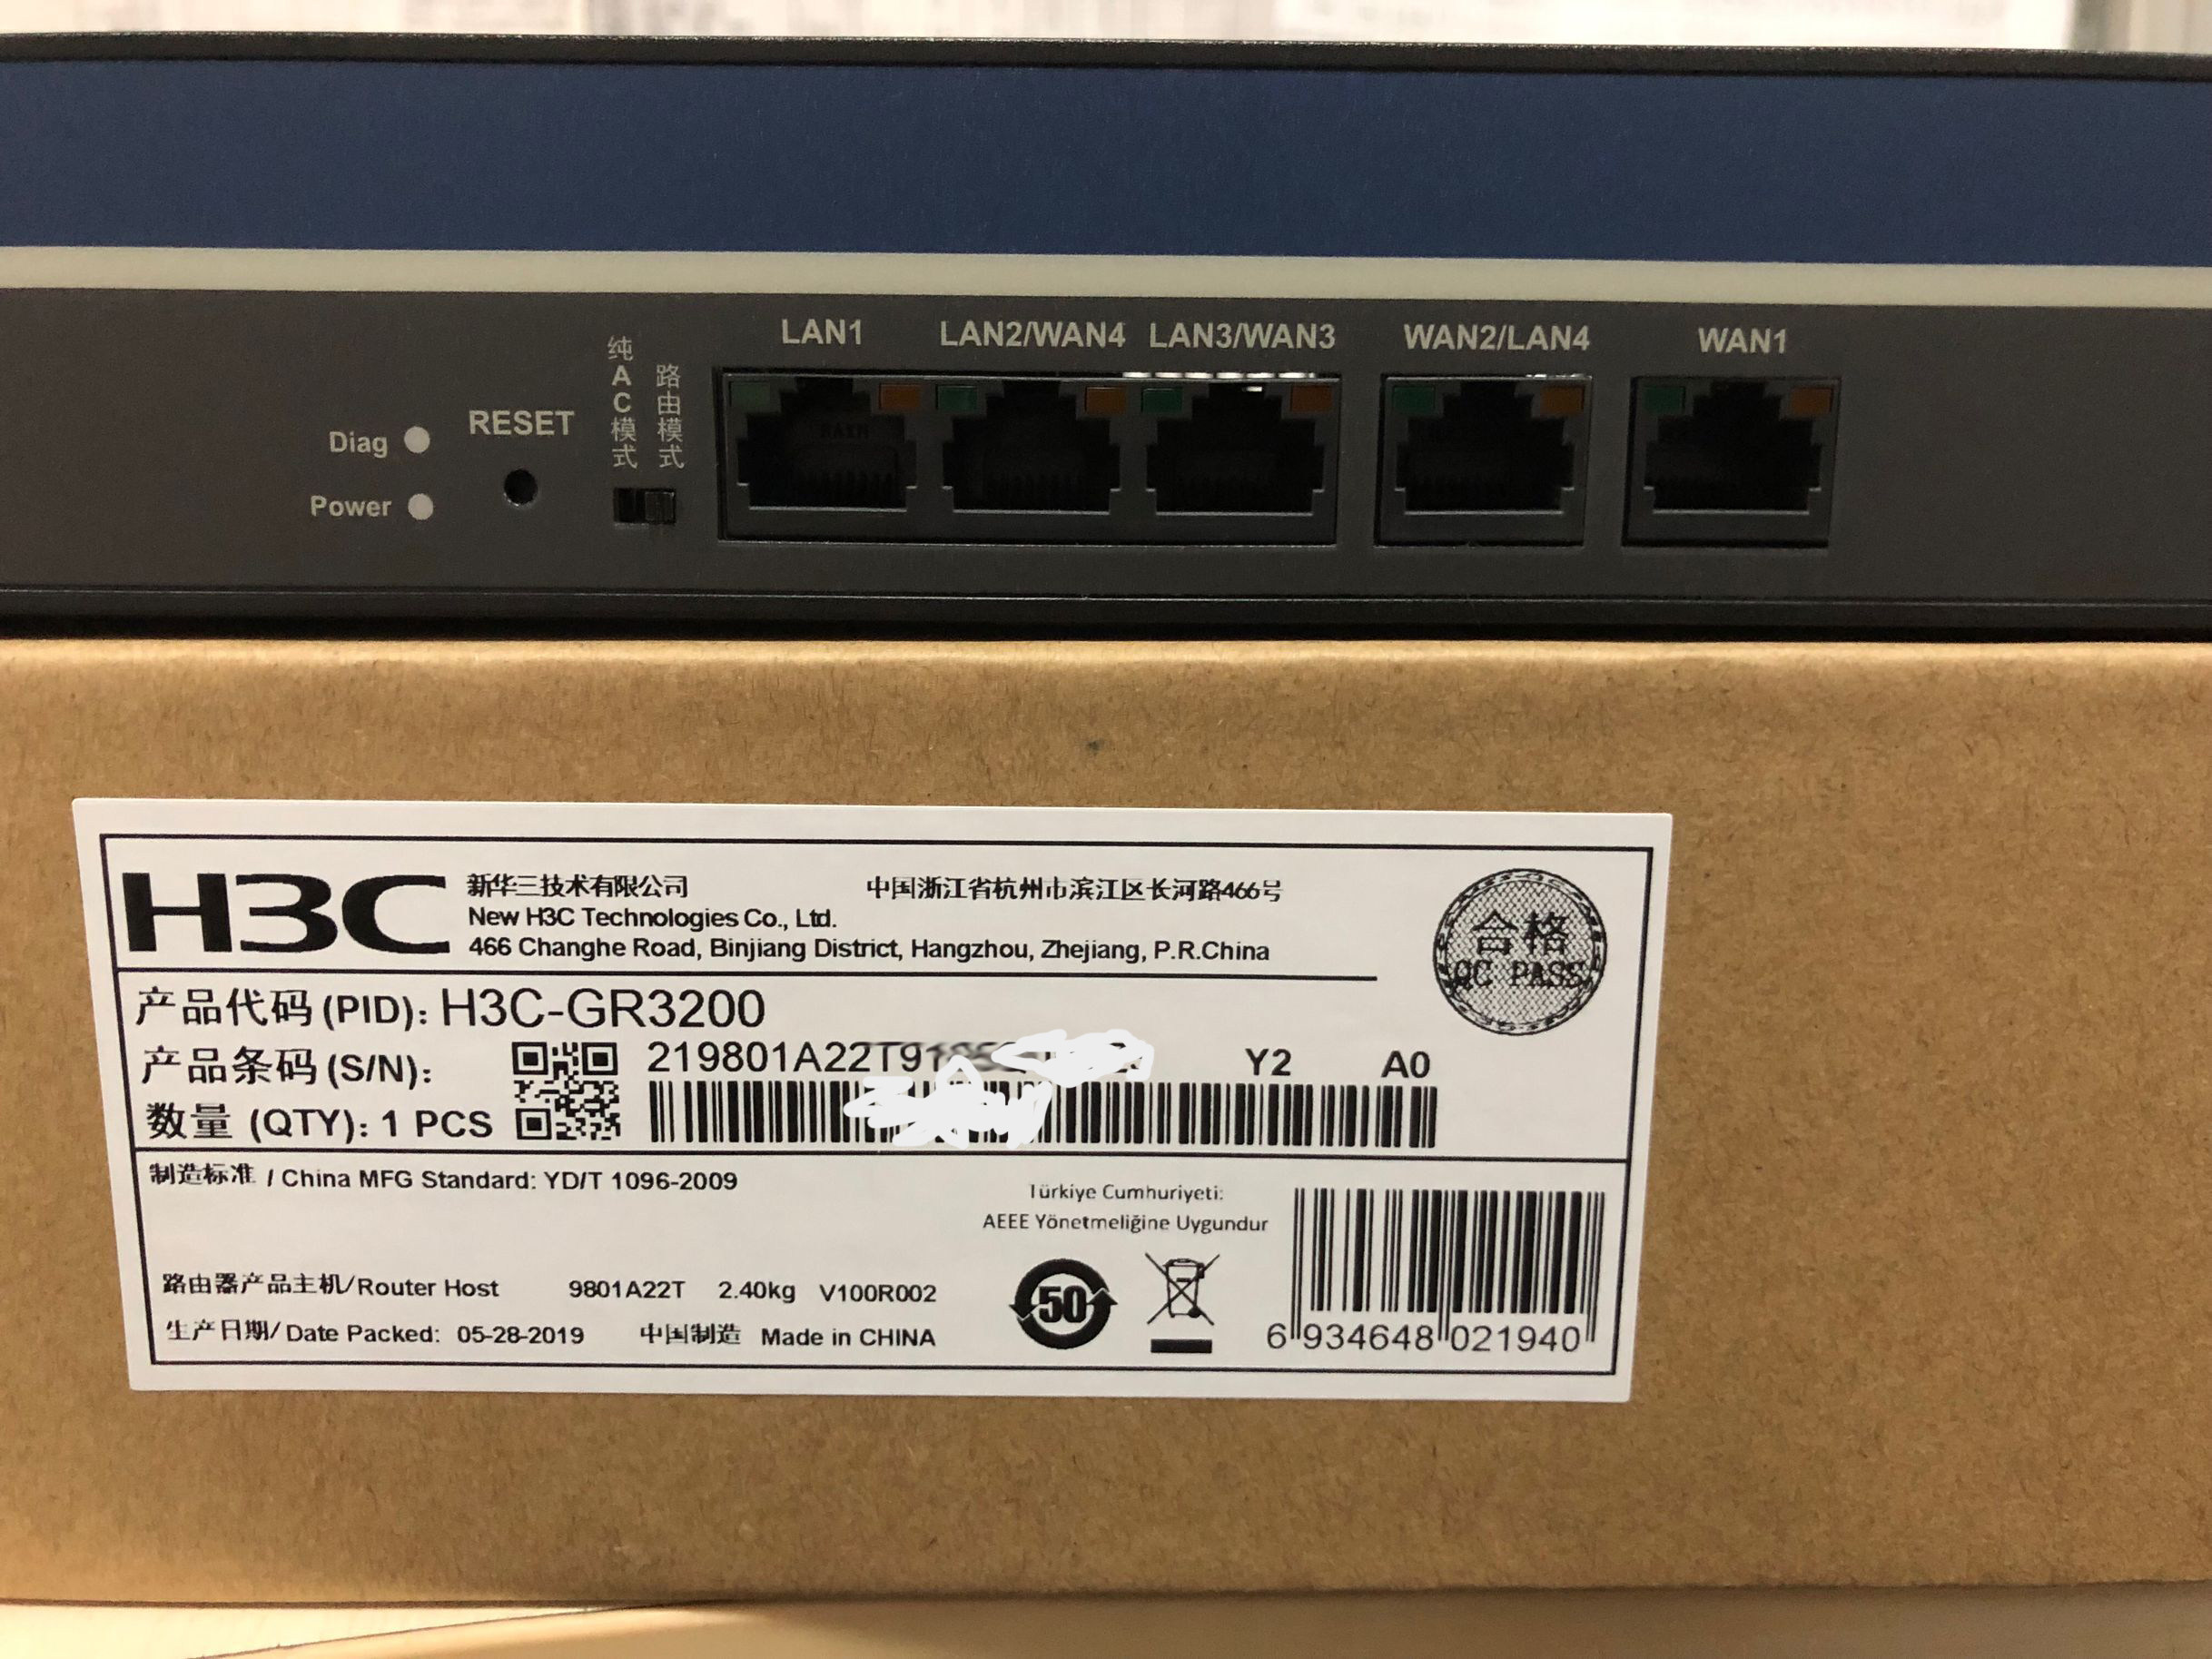 LAN1 LAN2/WAN4 LAN3/WAN3 WAN2/LAN4 WAN1
纯AC模式
路由模式
RESET
Diag
Power
H3C
新华三技术有限公司 中国浙江省杭州市滨江区长河路466号
New H3C Technologies Co., Ltd.
466 Changhe Road, Binjiang District, Hangzhou, Zhejiang, P.R.China
合格
QC PASS
产品代码(PID): H3C-GR3200
产品条码(S/N): 219801A22T91 Y2 A0
数量 (QTY): 1 PCS
制造标准 / China MFG Standard: YD/T 1096-2009
Türkiye Cumhuriyeti:
AEEE Yönetmeliğine Uygundur
路由器产品主机/Router Host 9801A22T 2.40kg V100R002
生产日期/Date Packed: 05-28-2019 中国制造 Made in CHINA
50
6 934648 021940